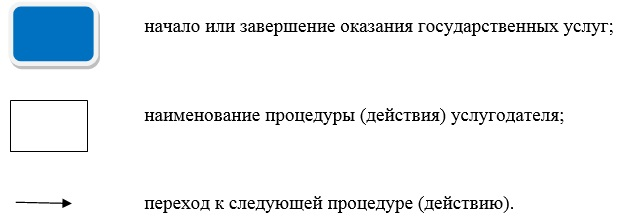 начало или завершение оказания государственных услуг;
наименование процедуры (действия) услугодателя;
переход к следующей процедуре (действию).